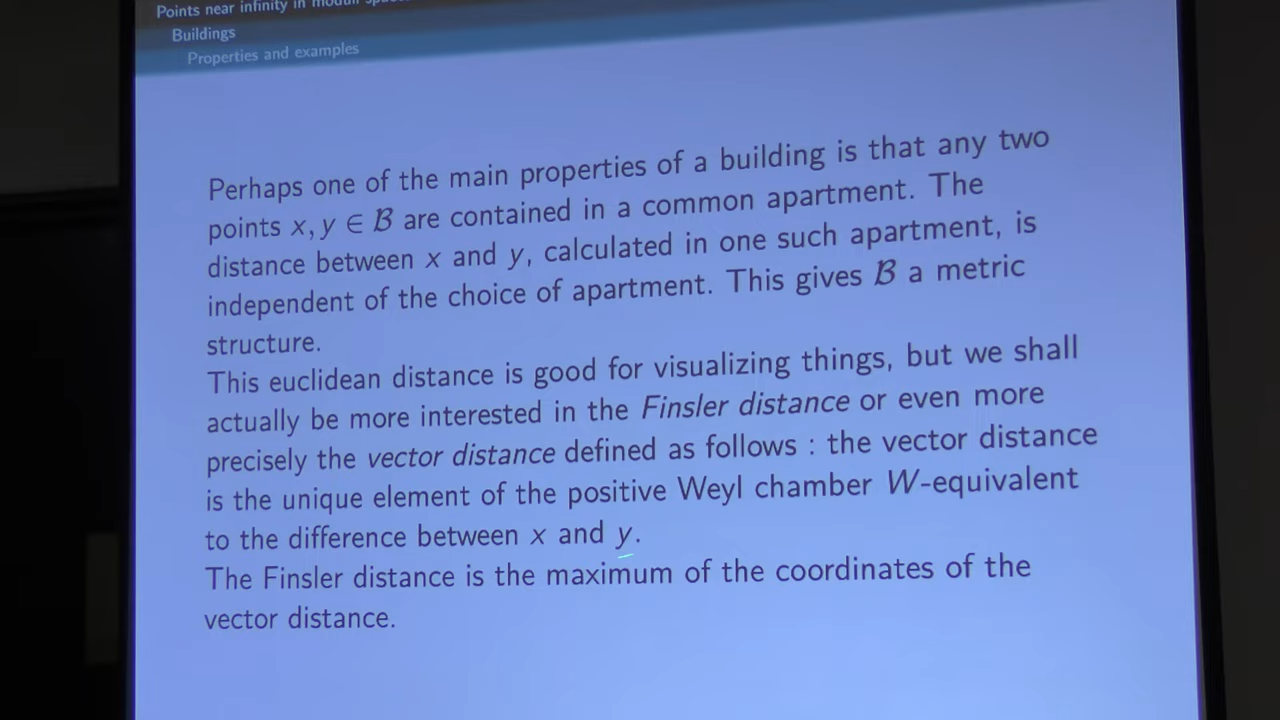 Points near infinity in moduli
Buildings
Properties and examples
Perhaps one of the main properties of a building is that any two
points x, y ∈ ℬ are contained in a common apartment. The
distance between x and y, calculated in one such apartment, is
independent of the choice of apartment. This gives ℬ a metric
structure.
This euclidean distance is good for visualizing things, but we shall
actually be more interested in the Finsler distance or even more
precisely the vector distance defined as follows : the vector distance
is the unique element of the positive Weyl chamber W-equivalent
to the difference between x and y.
The Finsler distance is the maximum of the coordinates of the
vector distance.